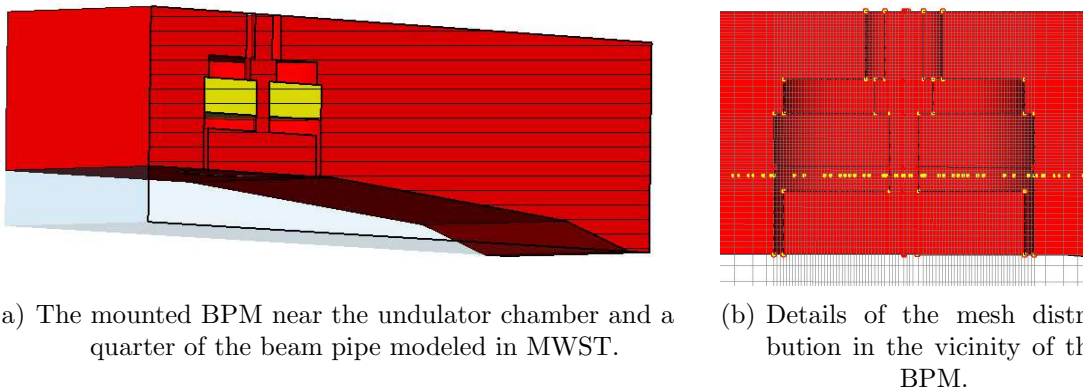 a) The mounted BPM near the undulator chamber and a
quarter of the beam pipe modeled in MWST.
(b) Details of the mesh distr
bution in the vicinity of th
BPM.